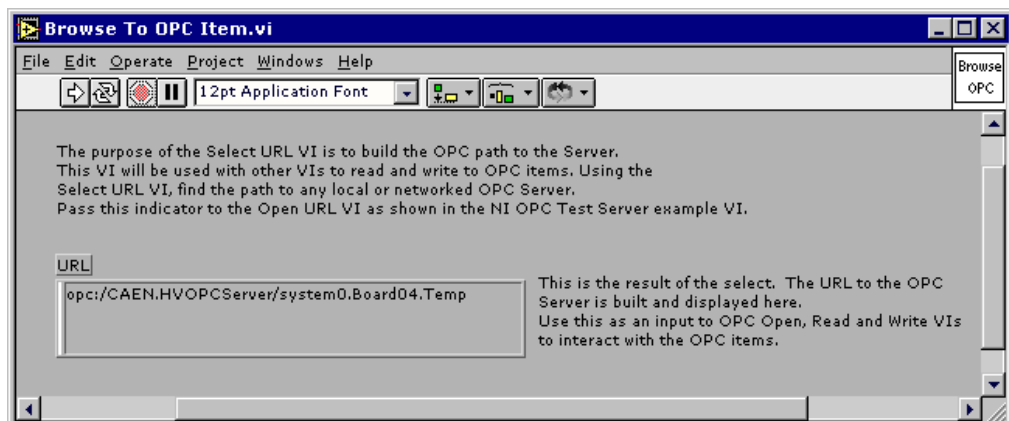 Browse To OPC Item.vi
File Edit Operate Project Windows Help
Browse
OPC
12pt Application Font
The purpose of the Select URL VI is to build the OPC path to the Server.
This VI will be used with other VIs to read and write to OPC items. Using the
Select URL VI, find the path to any local or networked OPC Server.
Pass this indicator to the Open URL VI as shown in the NI OPC Test Server example VI.
URL
opc:/CAEN.HVOPCServer/system0.Board04.Temp
This is the result of the select. The URL to the OPC
Server is built and displayed here.
Use this as an input to OPC Open, Read and Write VIs
to interact with the OPC items.